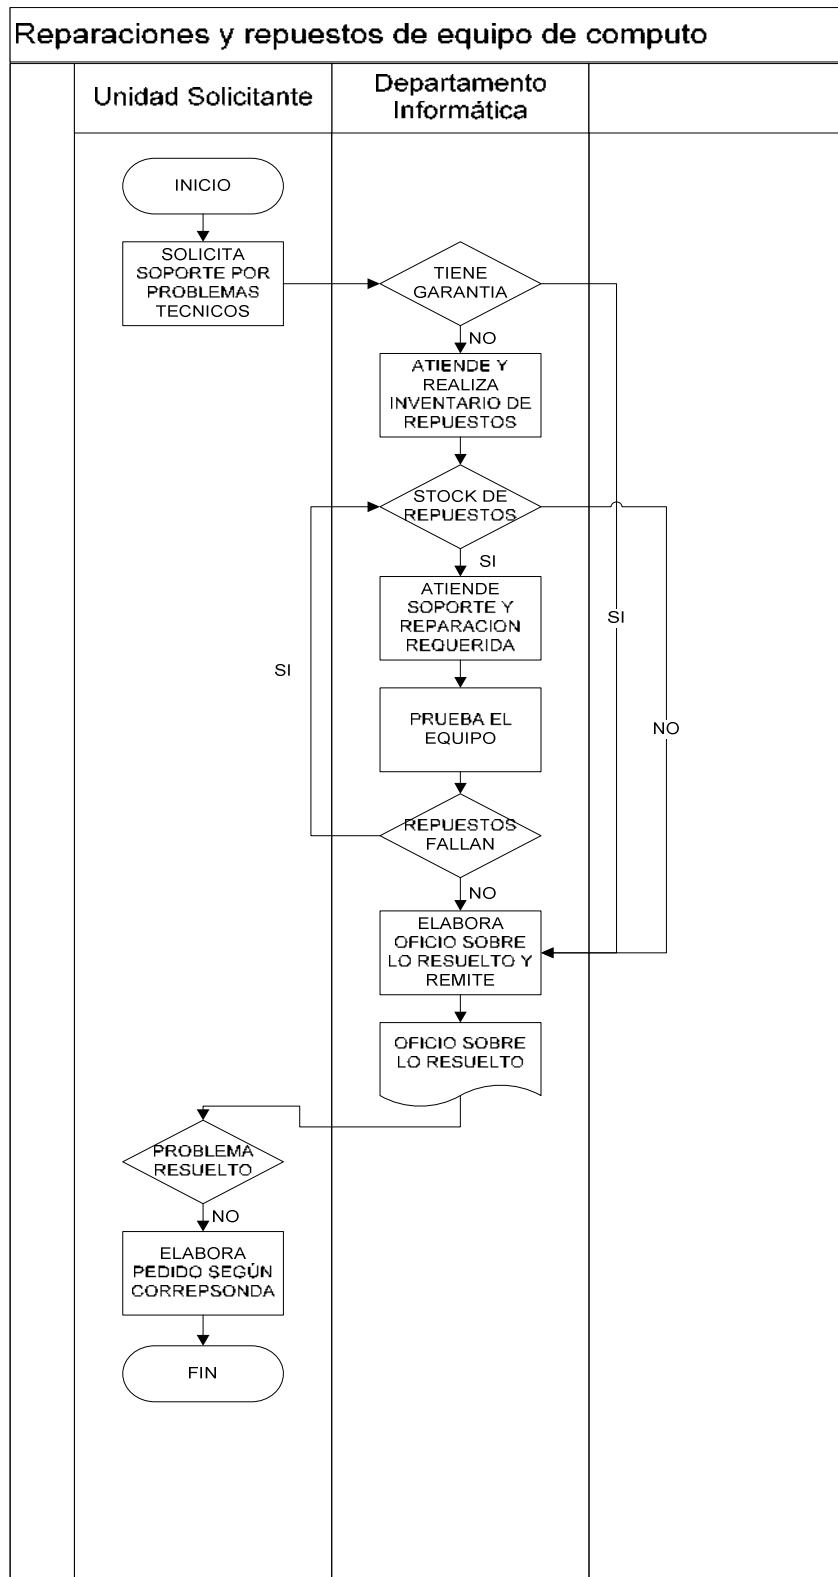 Reparaciones y repuestos de equipo de computo
Unidad Solicitante
Departamento
Informática
INICIO
SOLICITA
SOPORTE POR
PROBLEMAS
TECNICOS
TIENE
GARANTIA
NO
ATIENDE Y
REALIZA
INVENTARIO DE
REPUESTOS
STOCK DE
REPUESTOS
SI
ATIENDE
SOPORTE Y
REPARACION
REQUERIDA
SI
SI
PRUEBA EL
EQUIPO
NO
REPUESTOS
FALLAN
NO
ELABORA
OFICIO SOBRE
LO RESUELTO Y
REMITE
OFICIO SOBRE
LO RESUELTO
PROBLEMA
RESUELTO
NO
ELABORA
PEDIDO SEGÚN
CORREPSONDA
FIN